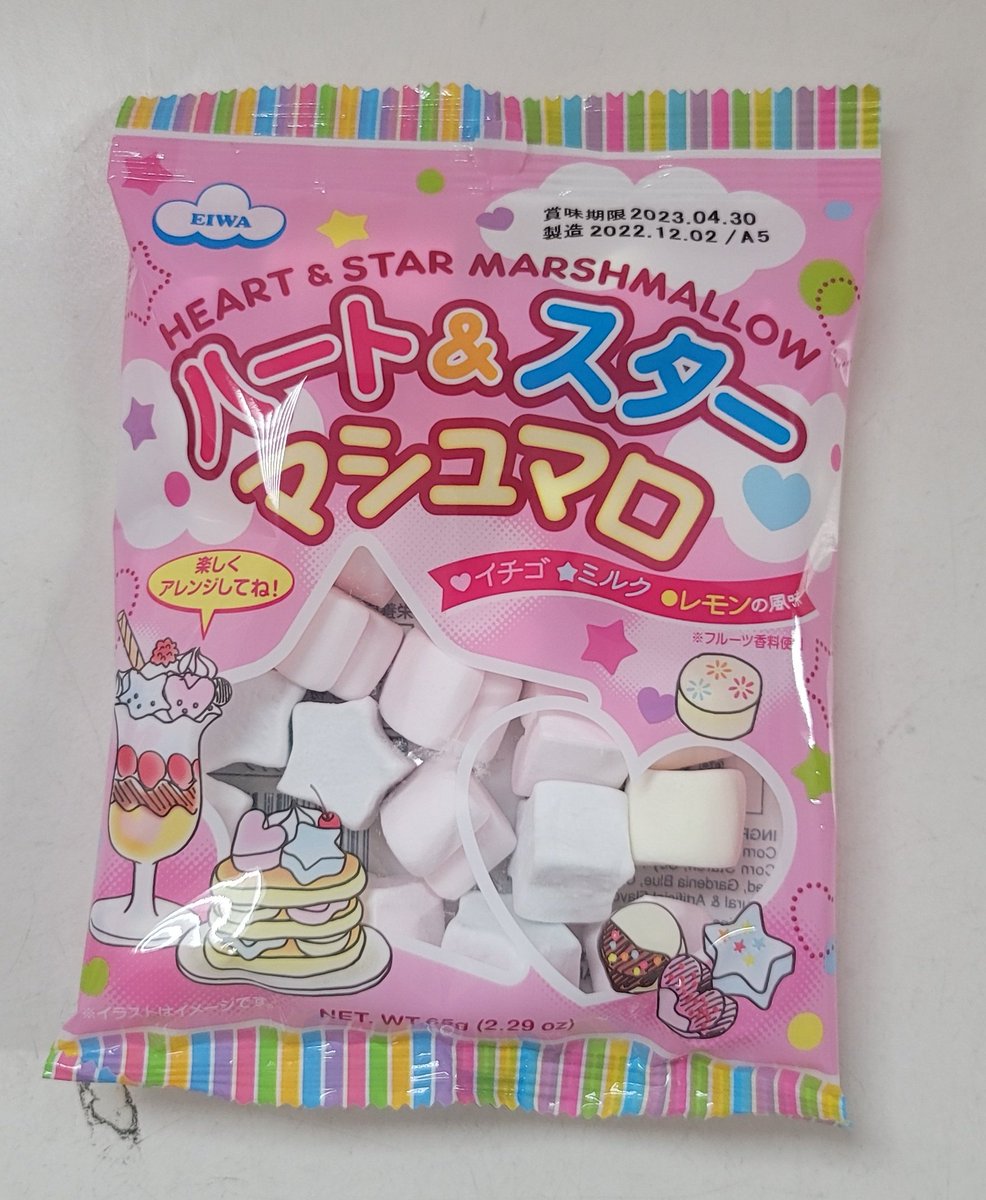 EIWA
賞味期限2023.04.30
製造2022.12.02/A5
HEART & STAR MARSHMALLOW
ハート&スター
マシュマロ
イチゴ ミルク レモンの風味
※フルーツ香料使用
楽しく
アレンジしてね!
※イラストはイメージです。
NET. WT. 65g (2.29 oz)